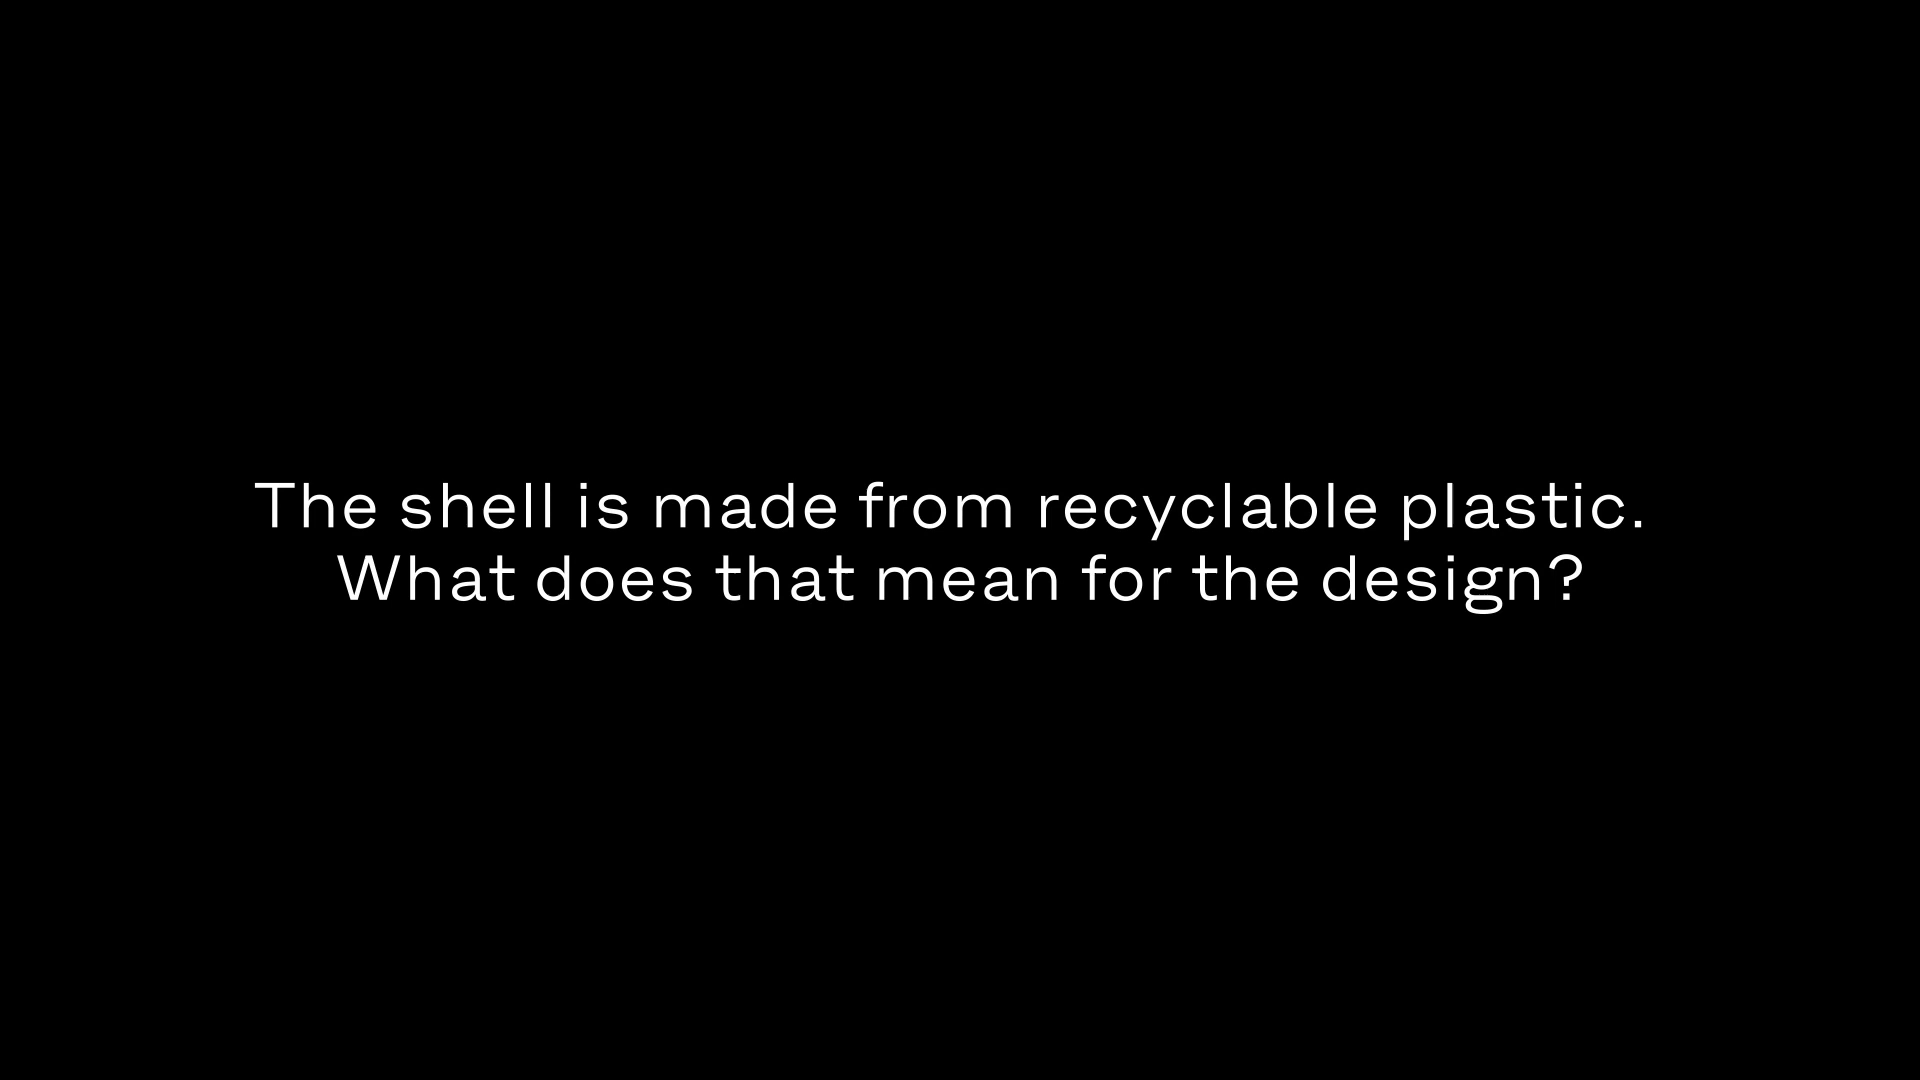 The shell is made from recyclable plastic.
What does that mean for the design?